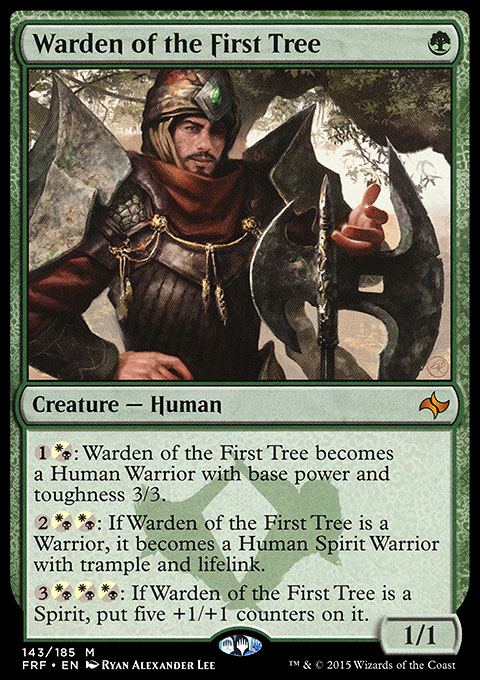 Warden of the First Tree
Creature — Human
1 : Warden of the First Tree becomes
a Human Warrior with base power and
toughness 3/3.
2 : If Warden of the First Tree is a
Warrior, it becomes a Human Spirit Warrior
with trample and lifelink.
3 : If Warden of the First Tree is a
Spirit, put five +1/+1 counters on it.
1/1
143/185 M
FRF • EN Ryan Alexander Lee
™ & © 2015 Wizards of the Coast